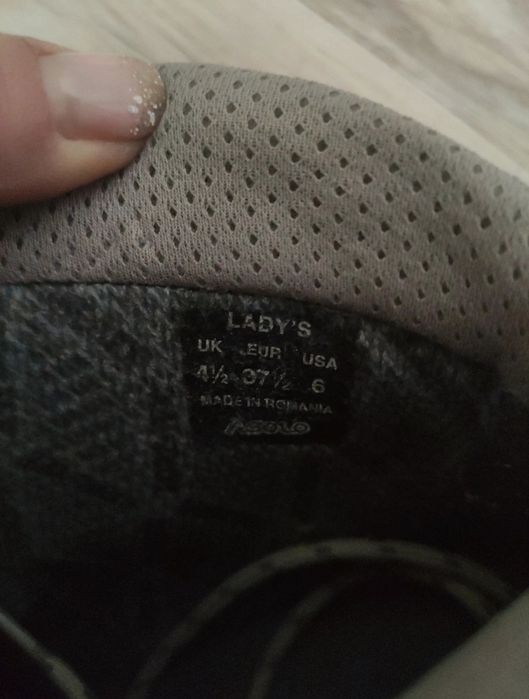 LADY'S
UK EUR USA
4½ 37½ 6
MADE IN ROMANIA
ASOLO